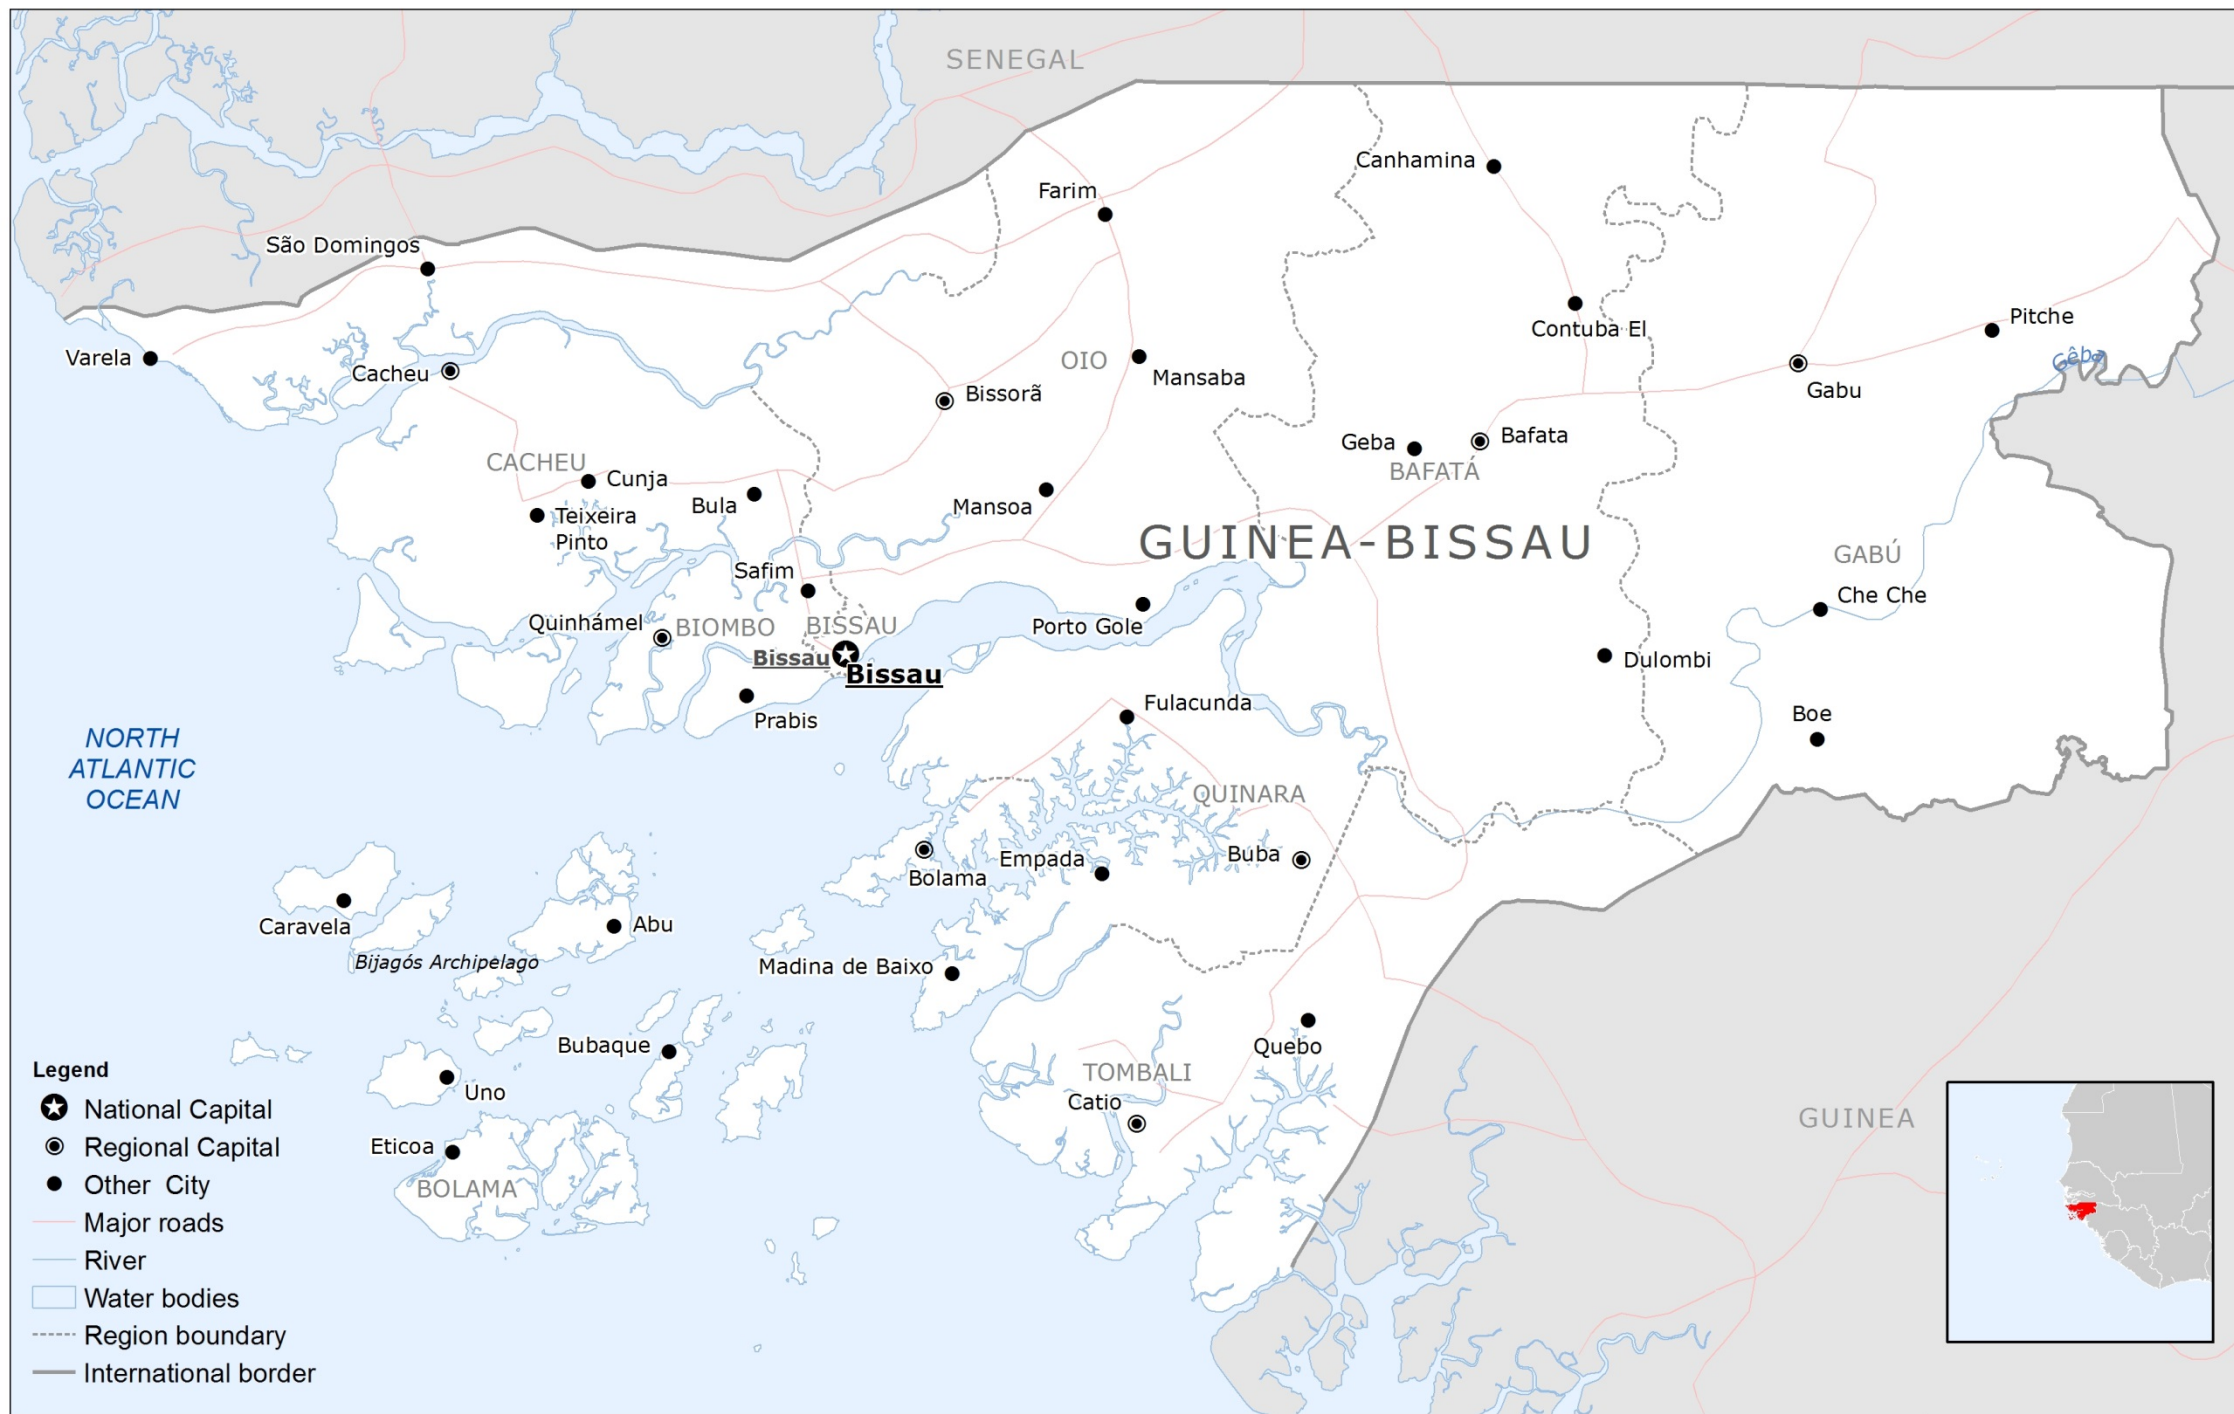 SENEGAL
Canhamina
Farim
São Domingos
Contuba El
Pitche
Varela
Cacheu
OIO
Mansaba
Gêba
Gabu
Bissorã
Geba
Bafata
BAFATÁ
CACHEU
Cunja
Bula
Mansoa
Teixeira
Pinto
GUINEA-BISSAU
GABÚ
Safim
Che Che
Quinhámel
BIOMBO
BISSAU
Porto Gole
Bissau
Bissau
Dulombi
Prabis
Fulacunda
Boe
NORTH
ATLANTIC
OCEAN
QUINARA
Empada
Buba
Bolama
Caravela
Abu
Bijagós Archipelago
Madina de Baixo
Bubaque
Quebo
Uno
TOMBALI
Catio
Eticoa
BOLAMA
GUINEA
Legend
National Capital
Regional Capital
Other City
Major roads
River
Water bodies
Region boundary
International border